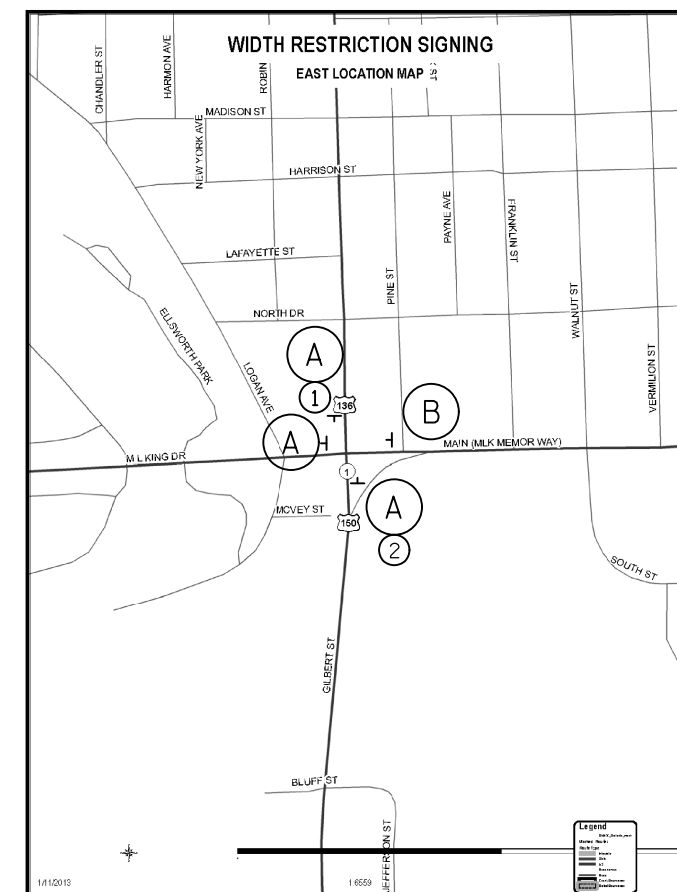 WIDTH RESTRICTION SIGNING
EAST LOCATION MAP
ST
CHANDLER ST
HARMON AVE
ROBIN
MADISON ST
NEW YORK AVE
HARRISON ST
PAYNE AVE
FRANKLIN ST
LAFAYETTE ST
PINE ST
WALNUT ST
NORTH DR
ELLSWORTH PARK
LOGAN AVE
VERMILION ST
A
1
136
B
A
MAIN (MLK MEMOR WAY)
M L KING DR
1
A
MCVEY ST
150
2
SOUTH ST
GILBERT ST
BLUFF ST
JEFFERSON ST
Legend
1/11/2013
1:6559